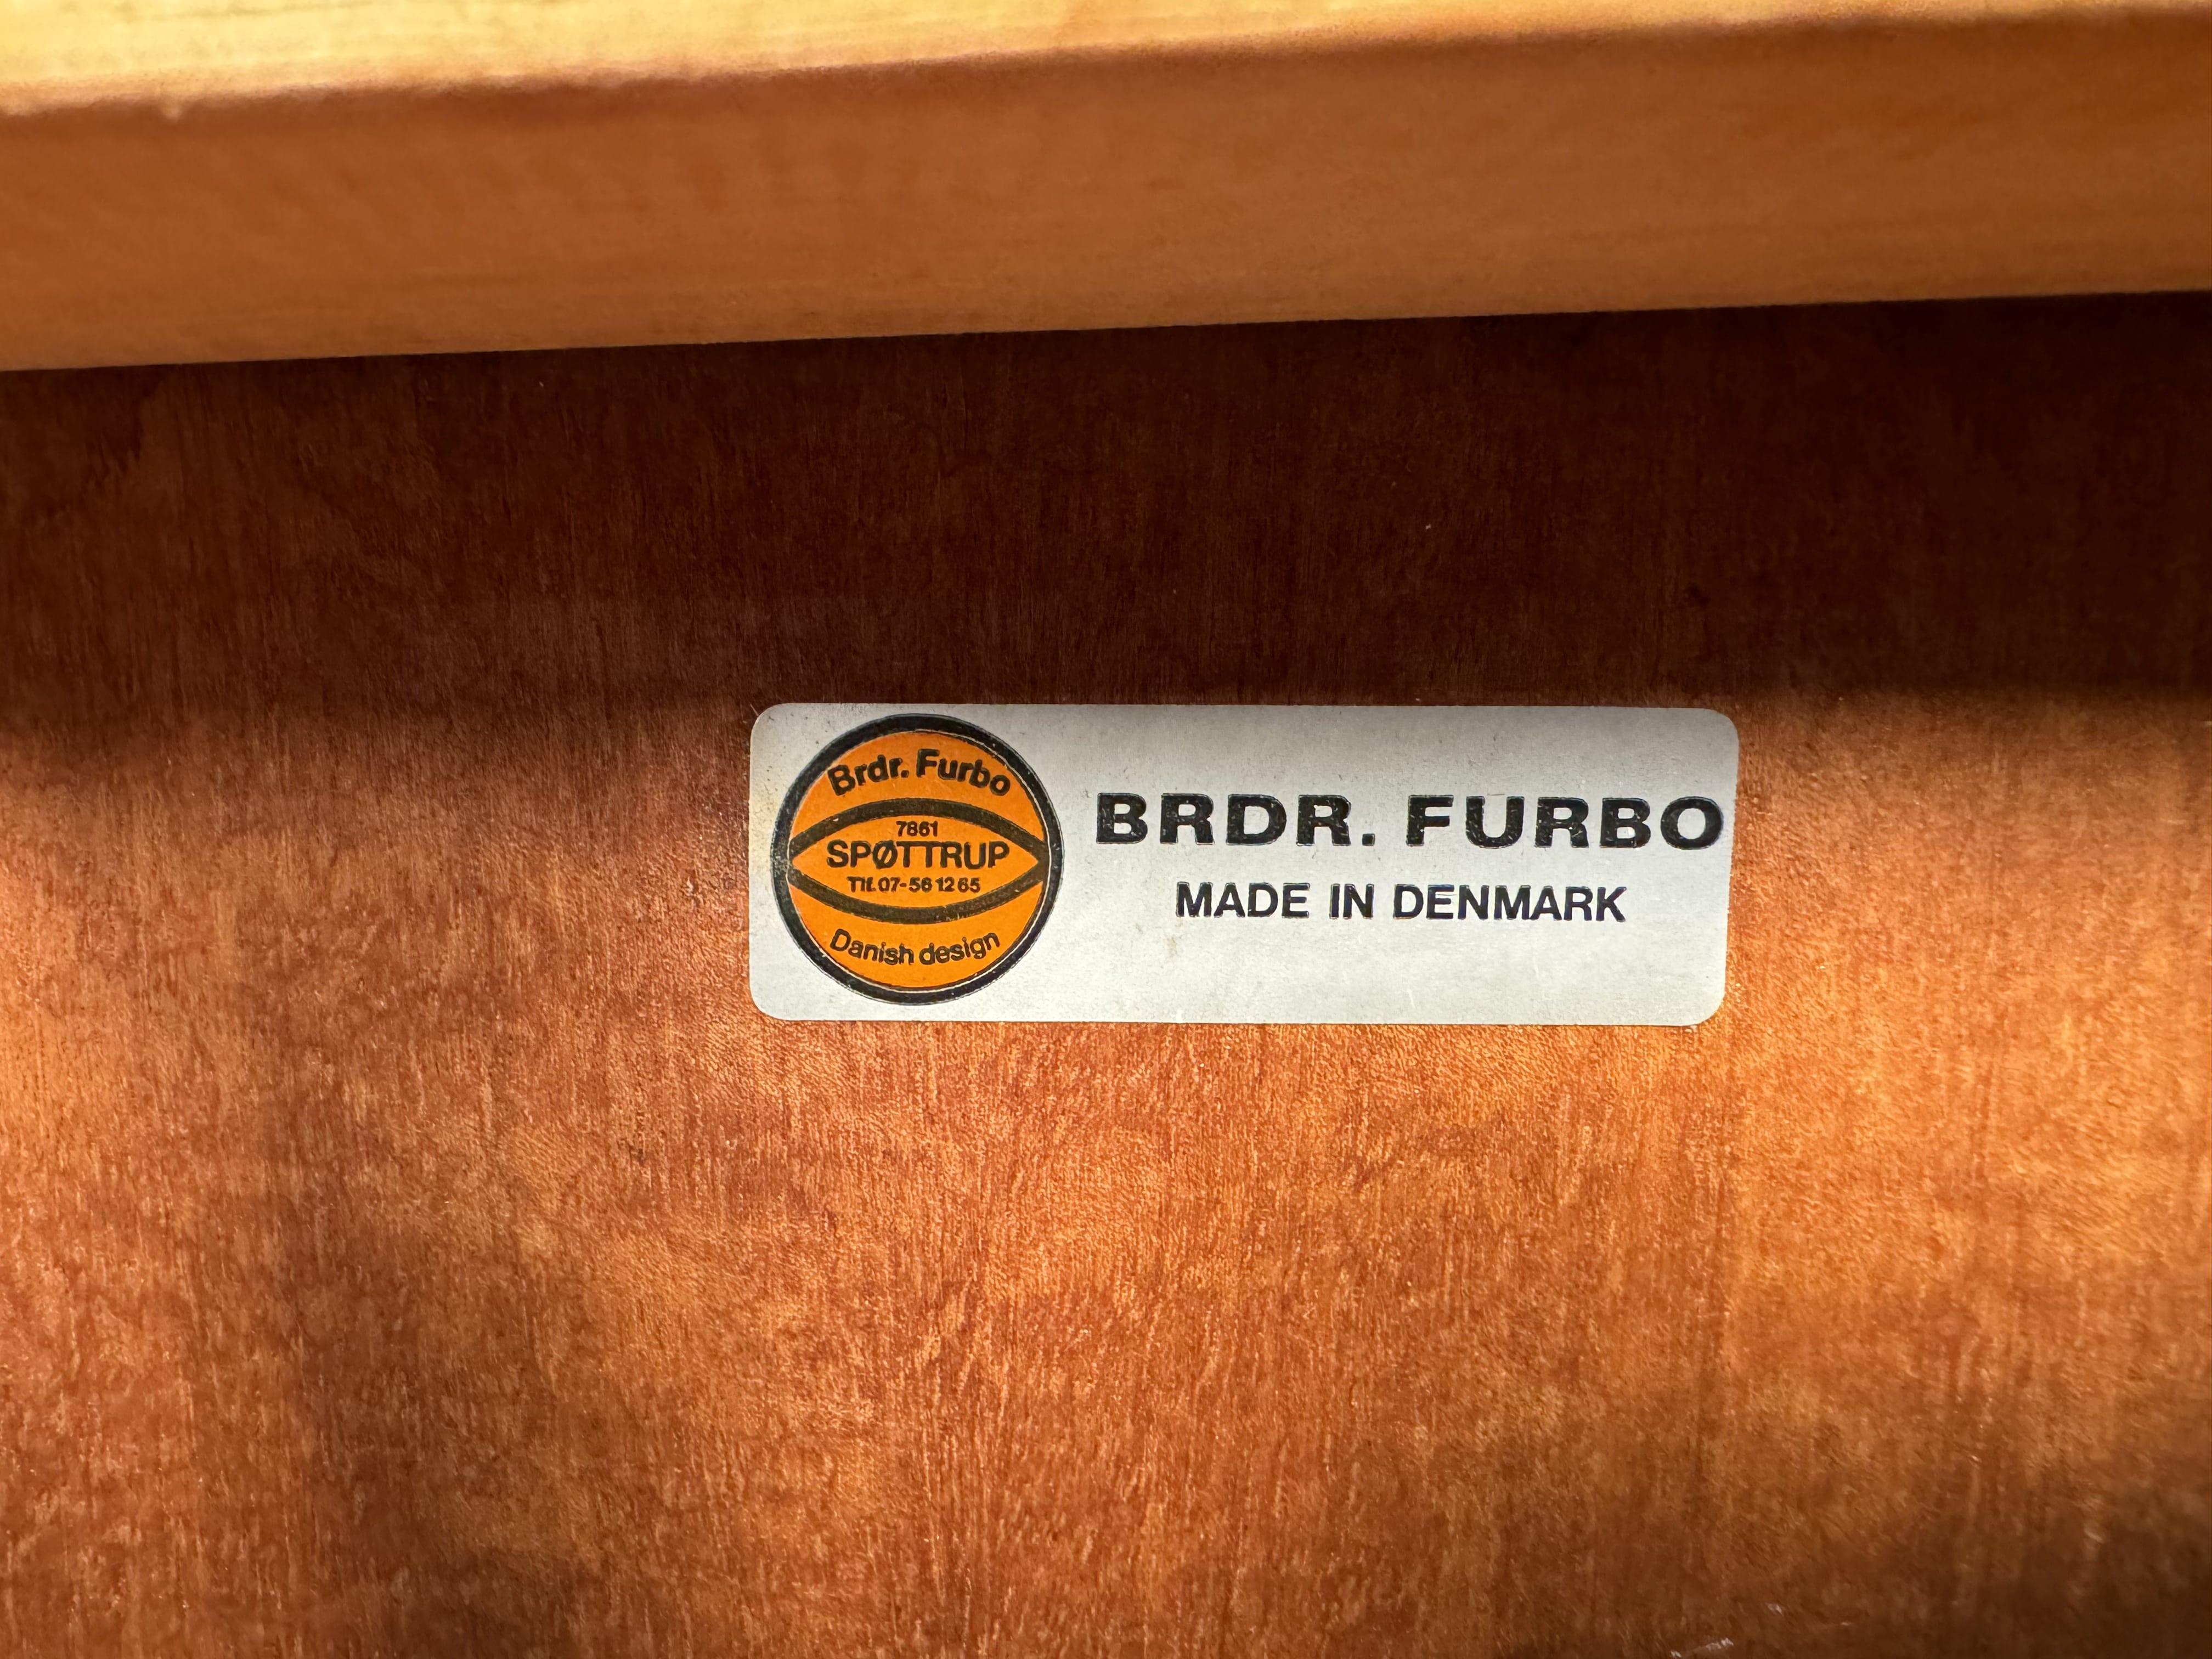 Brdr. Furbo
7861
SPØTTRUP
Tlf. 07-56 12 65
Danish design
BRDR. FURBO
MADE IN DENMARK